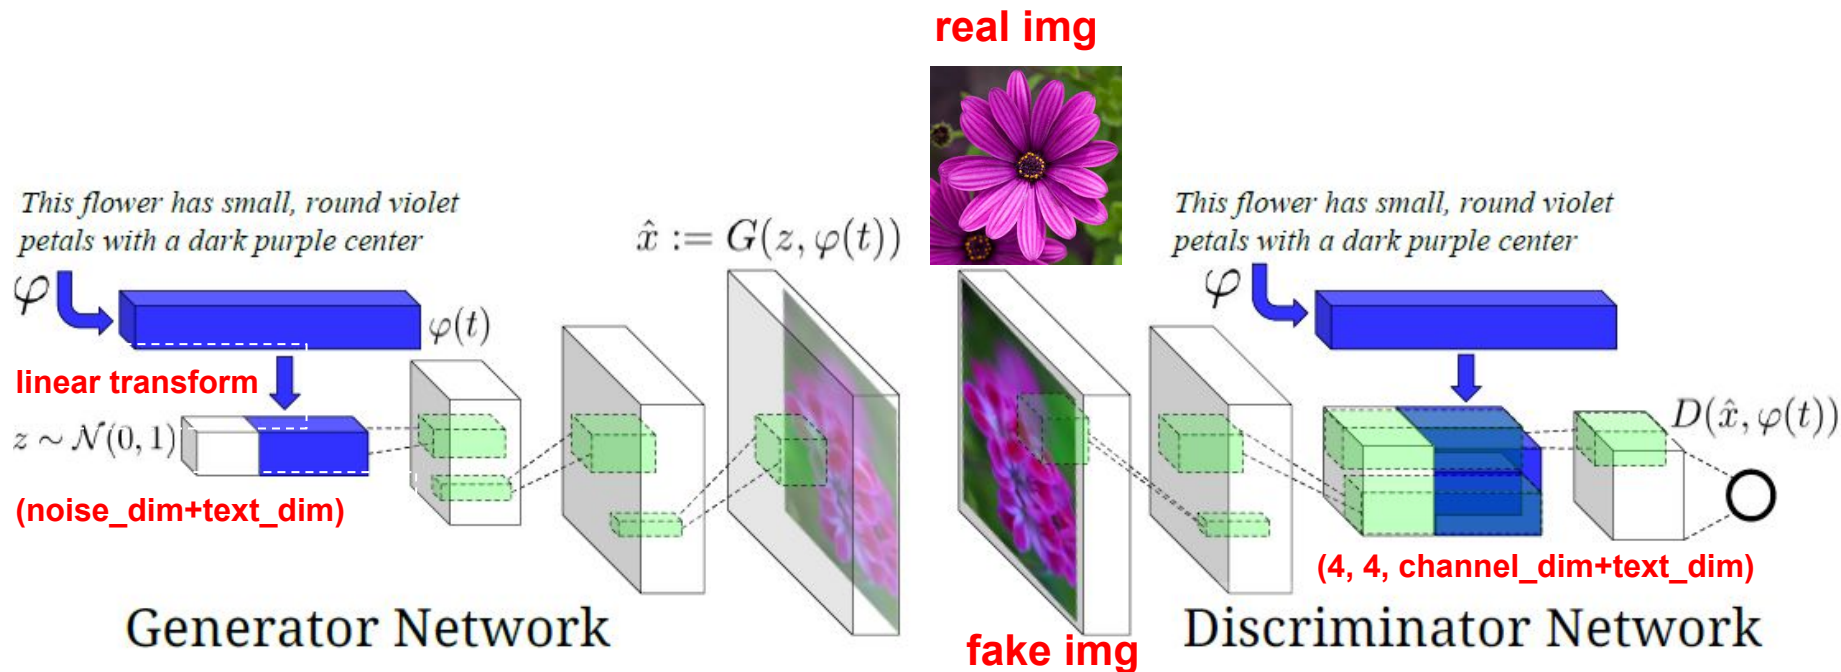 real img
This flower has small, round violet
petals with a dark purple center
φ
φ(t)
linear transform
z ∼ 𝒩(0, 1)
(noise_dim+text_dim)
x̂ := G(z, φ(t))
Generator Network
This flower has small, round violet
petals with a dark purple center
φ
D(x̂, φ(t))
(4, 4, channel_dim+text_dim)
fake img
Discriminator Network